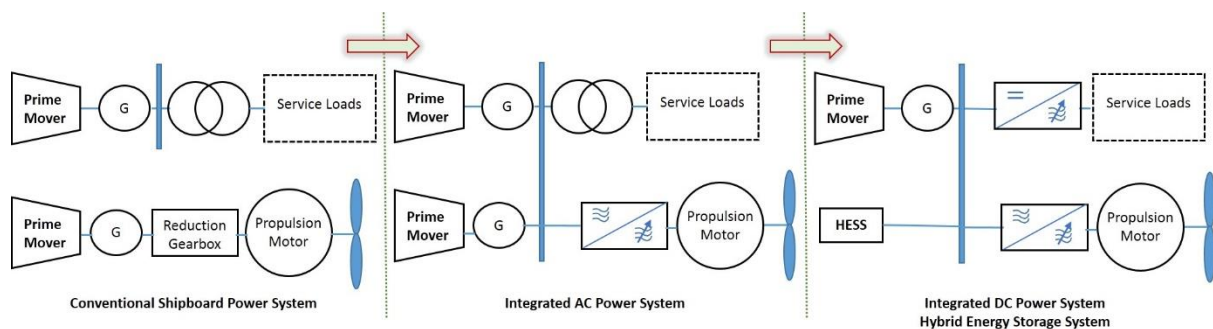 Prime
Mover
G
Service Loads
Prime
Mover
G
Reduction
Gearbox
Propulsion
Motor
Conventional Shipboard Power System
Prime
Mover
G
Service Loads
Prime
Mover
G
Propulsion
Motor
Integrated AC Power System
Prime
Mover
G
Service Loads
HESS
Propulsion
Motor
Integrated DC Power System
Hybrid Energy Storage System